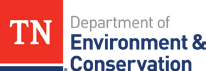 TN
Department of
Environment &
Conservation